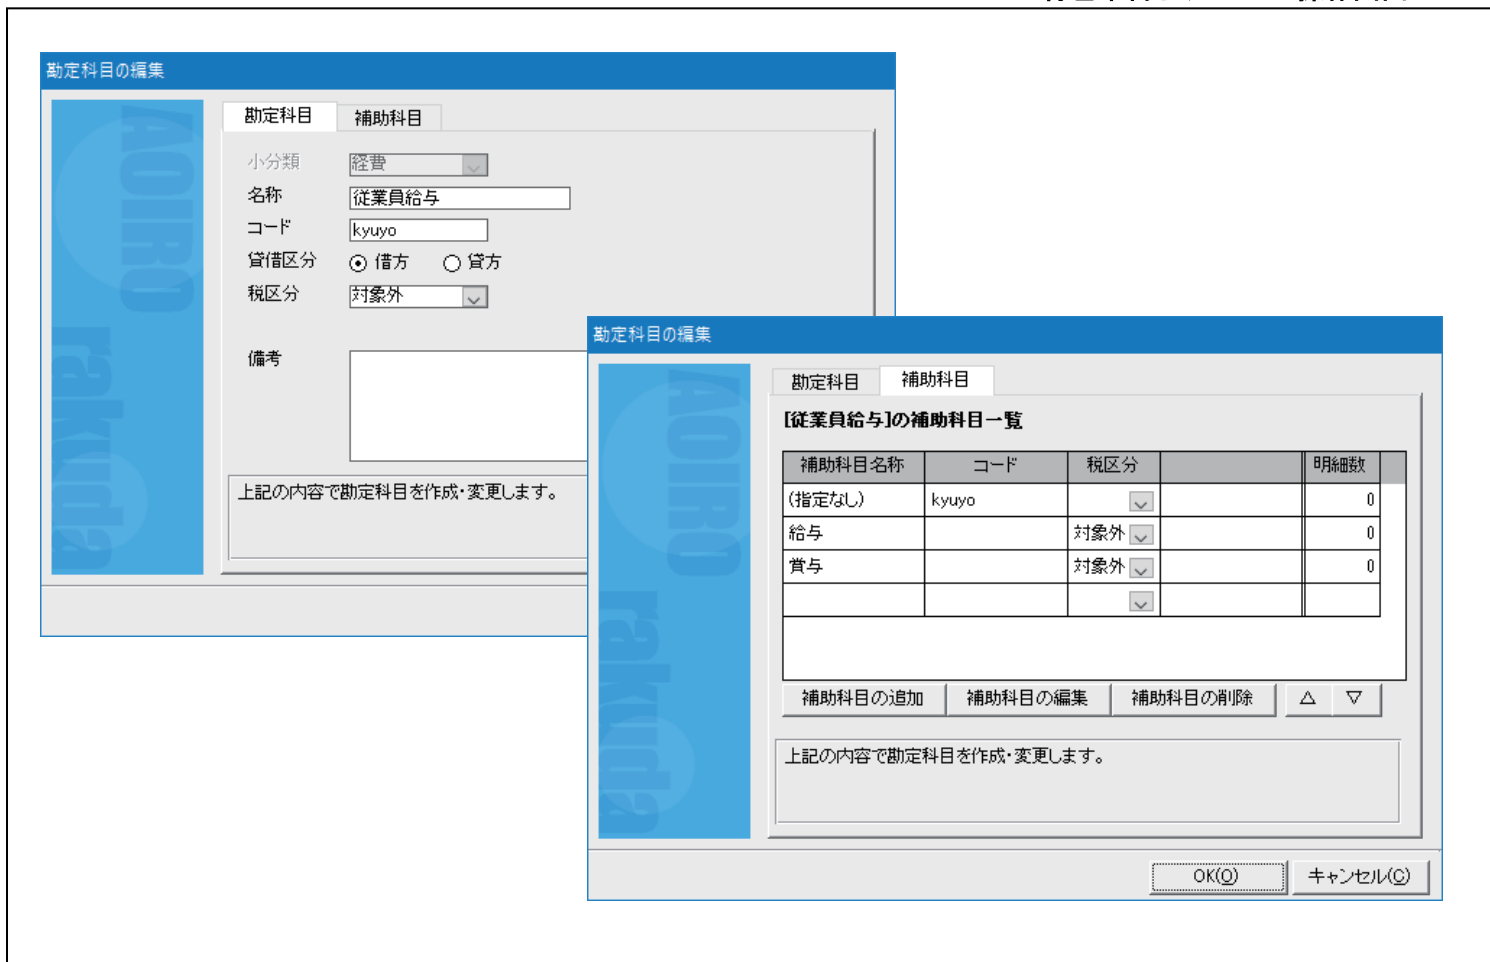 勘定科目の編集
勘定科目 補助科目
小分類 経費
名称 従業員給与
コード kyuyo
貸借区分 借方 貸方
税区分 対象外
備考
上記の内容で勘定科目を作成・変更します。
AOIRO
rakuda
勘定科目の編集
勘定科目 補助科目
[従業員給与]の補助科目一覧
補助科目名称 コード 税区分 明細数
(指定なし) kyuyo 0
給与 対象外 0
賞与 対象外 0
補助科目の追加 補助科目の編集 補助科目の削除 △ ▽
上記の内容で勘定科目を作成・変更します。
AOIRO
rakuda
OK(O) キャンセル(C)